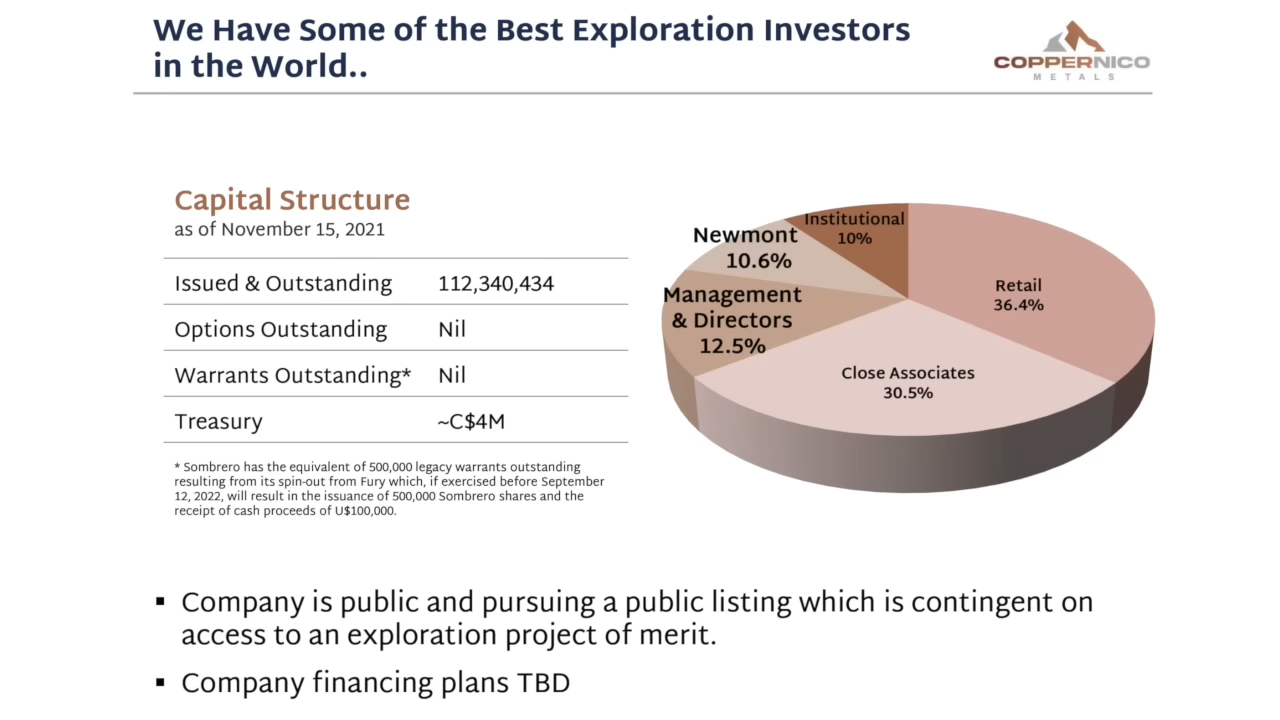 We Have Some of the Best Exploration Investors
in the World..
COPPERNICO
METALS
Capital Structure
as of November 15, 2021
Issued & Outstanding 112,340,434
Options Outstanding Nil
Warrants Outstanding* Nil
Treasury ~C$4M
* Sombrero has the equivalent of 500,000 legacy warrants outstanding
resulting from its spin-out from Fury which, if exercised before September
12, 2022, will result in the issuance of 500,000 Sombrero shares and the
receipt of cash proceeds of U$100,000.
Institutional
10%
Newmont
10.6%
Management
& Directors
12.5%
Retail
36.4%
Close Associates
30.5%
▪ Company is public and pursuing a public listing which is contingent on
access to an exploration project of merit.
▪ Company financing plans TBD